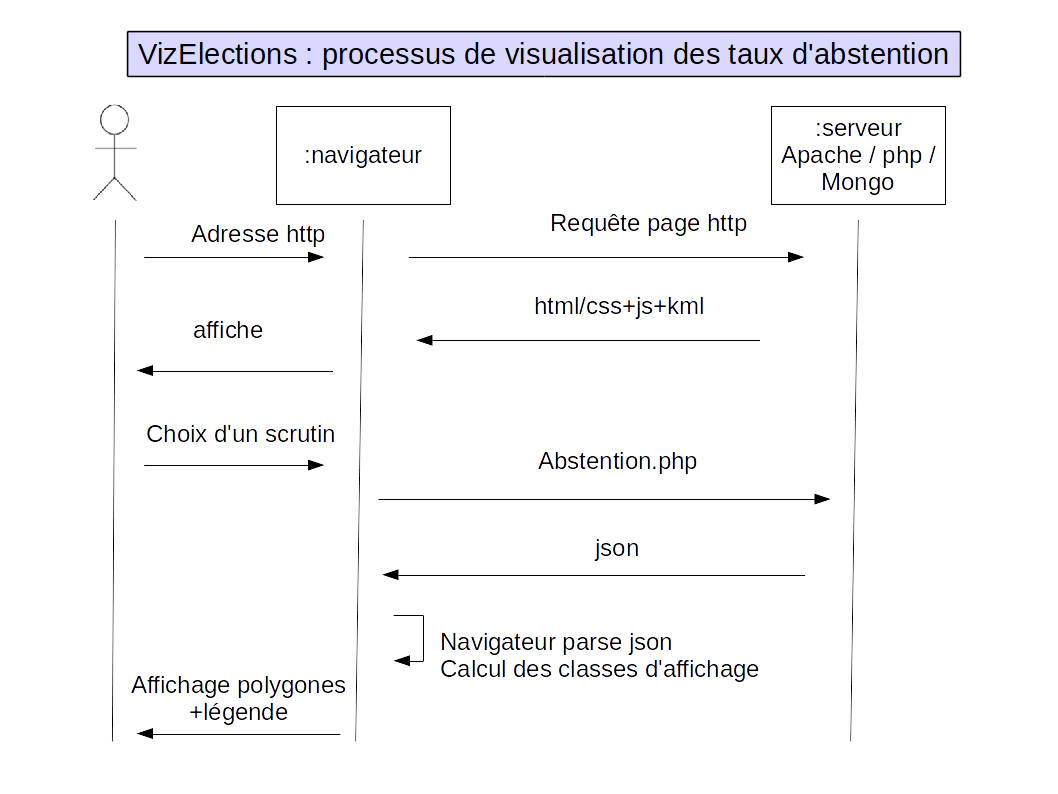 VizElections : processus de visualisation des taux d'abstention
:navigateur
:serveur
Apache / php /
Mongo
Adresse http
Requête page http
html/css+js+kml
affiche
Choix d'un scrutin
Abstention.php
json
Navigateur parse json
Calcul des classes d'affichage
Affichage polygones
+légende